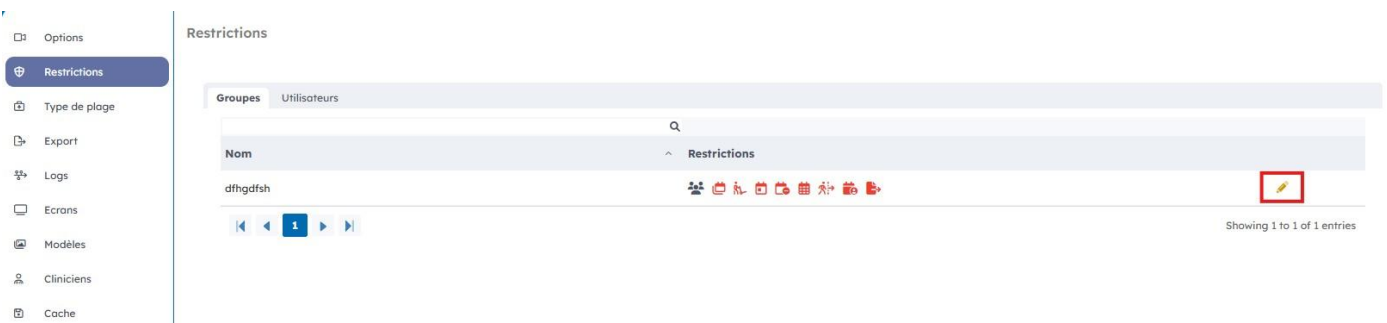 Options
Restrictions
Type de plage
Export
Logs
Ecrans
Modèles
Cliniciens
Cache
Restrictions
Groupes Utilisateurs
Nom Restrictions
dfhgdfsh
1
Showing 1 to 1 of 1 entries